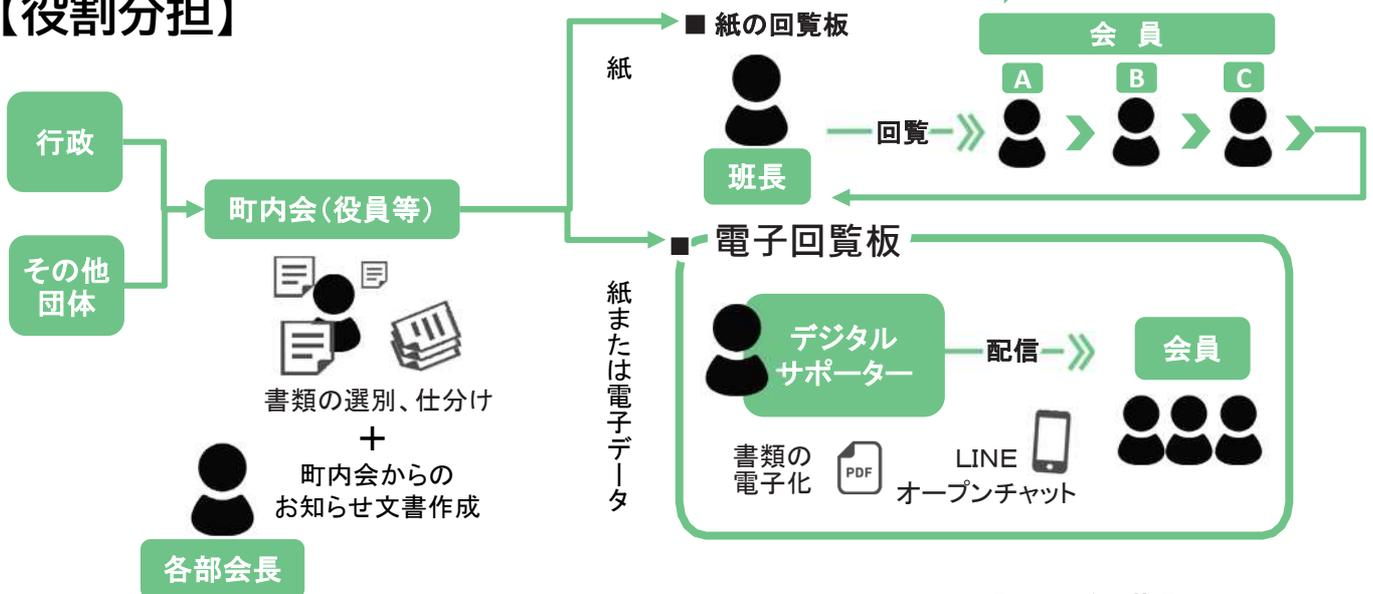 【役割分担】
行政
その他
団体
町内会(役員等)
書類の選別、仕分け
+
町内会からの
お知らせ文書作成
各部会長
紙
紙または電子データ
■ 紙の回覧板
班長
回覧
会 員
A
B
C
■ 電子回覧板
デジタル
サポーター
配信
会員
書類の
電子化
PDF
LINE
オープンチャット